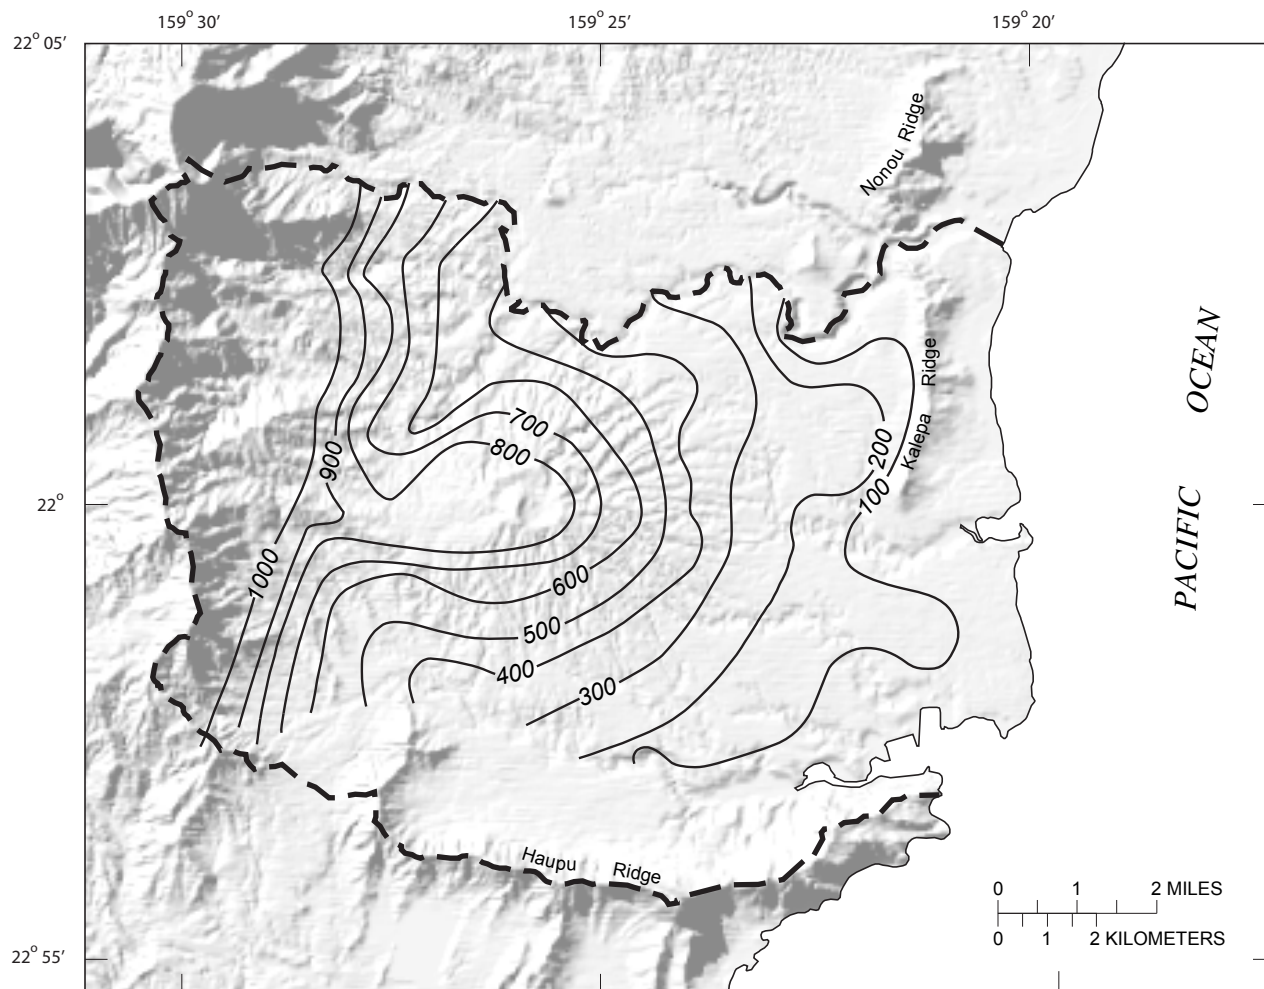 159° 30′
159° 25′
159° 20′
22° 05′
Nonou Ridge
OCEAN
Kalepa Ridge
700
200
800
900
22°
100
PACIFIC
1000
600
500
400
300
Haupu Ridge
0 1 2 MILES
0 1 2 KILOMETERS
22° 55′